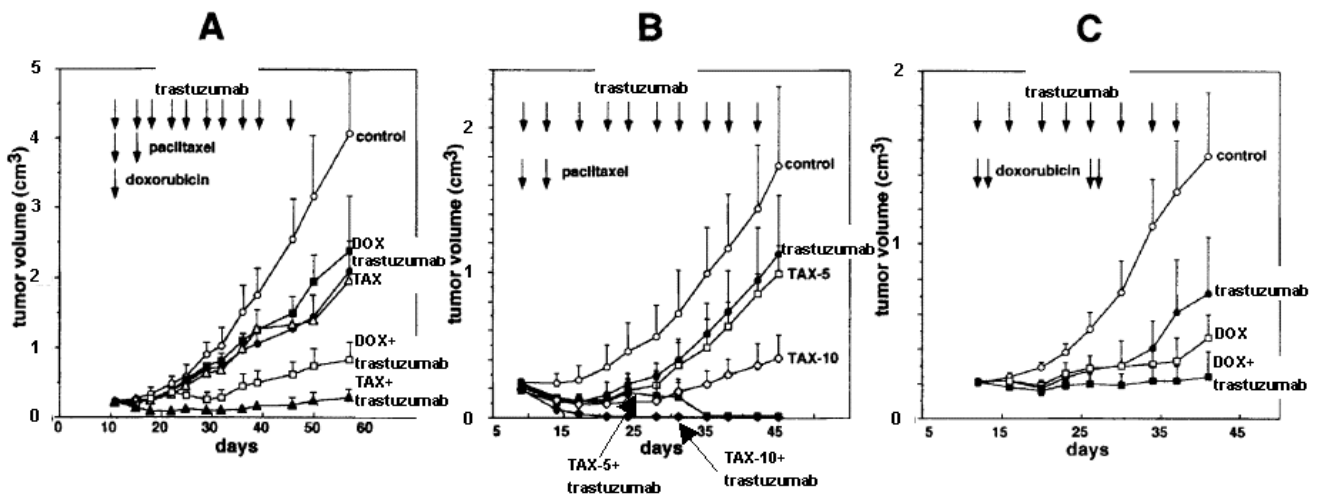 A
5
4
3
2
1
0
tumor volume (cm3)
0
10
20
30
40
50
60
days
trastuzumab
paclitaxel
doxorubicin
control
DOX
trastuzumab
TAX
DOX+
trastuzumab
TAX+
trastuzumab
B
2
1
0
tumor volume (cm3)
5
15
25
35
45
days
trastuzumab
paclitaxel
control
trastuzumab
TAX-5
TAX-10
TAX-5+
trastuzumab
TAX-10+
trastuzumab
C
2
1
0
tumor volume (cm3)
5
15
25
35
45
days
trastuzumab
doxorubicin
control
trastuzumab
DOX
DOX+
trastuzumab